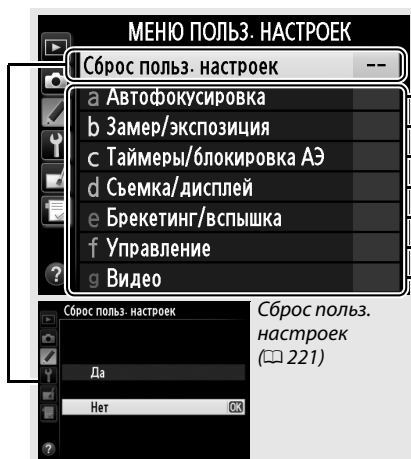 МЕНЮ ПОЛЬЗ. НАСТРОЕК
Сброс польз. настроек --
a Автофокусировка
b Замер/экспозиция
c Таймеры/блокировка АЭ
d Съемка/дисплей
e Брекетинг/вспышка
f Управление
g Видео
?
Сброс польз. настроек
Да
Нет OK
?
Сброс польз.
настроек
(📖 221)